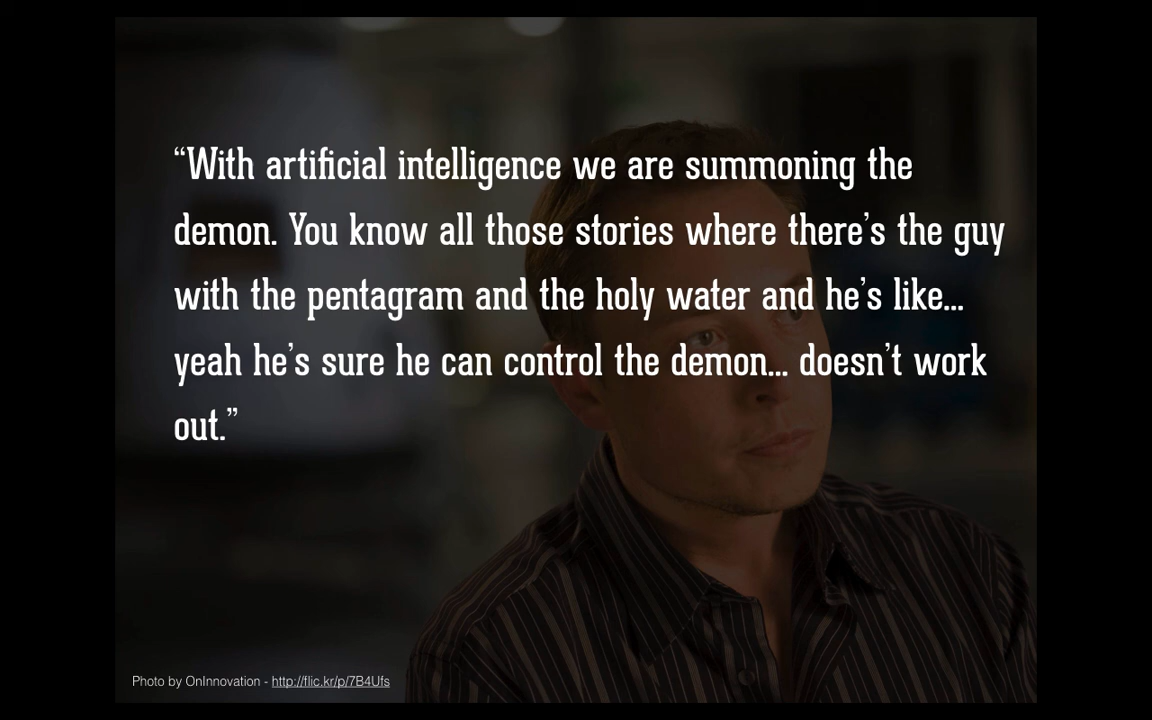 “With artificial intelligence we are summoning the
demon. You know all those stories where there’s the guy
with the pentagram and the holy water and he’s like...
yeah he’s sure he can control the demon... doesn’t work
out.”
Photo by OnInnovation - http://flic.kr/p/7B4Ufs